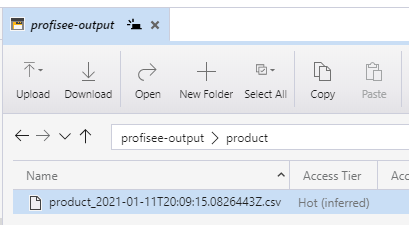 profisee-output
Upload Download Open New Folder Select All Copy Paste
profisee-output > product
Name Access Tier Acc
product_2021-01-11T20:09:15.0826443Z.csv Hot (inferred)